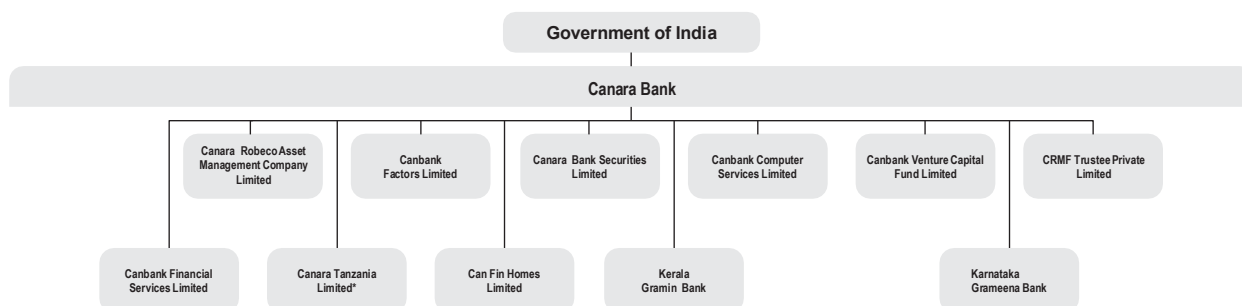 Government of India
Canara Bank
Canara Robeco Asset
Management Company
Limited
Canbank
Factors Limited
Canara Bank Securities
Limited
Canbank Computer
Services Limited
Canbank Venture Capital
Fund Limited
CRMF Trustee Private
Limited
Canbank Financial
Services Limited
Canara Tanzania
Limited*
Can Fin Homes
Limited
Kerala
Gramin Bank
Karnataka
Grameena Bank